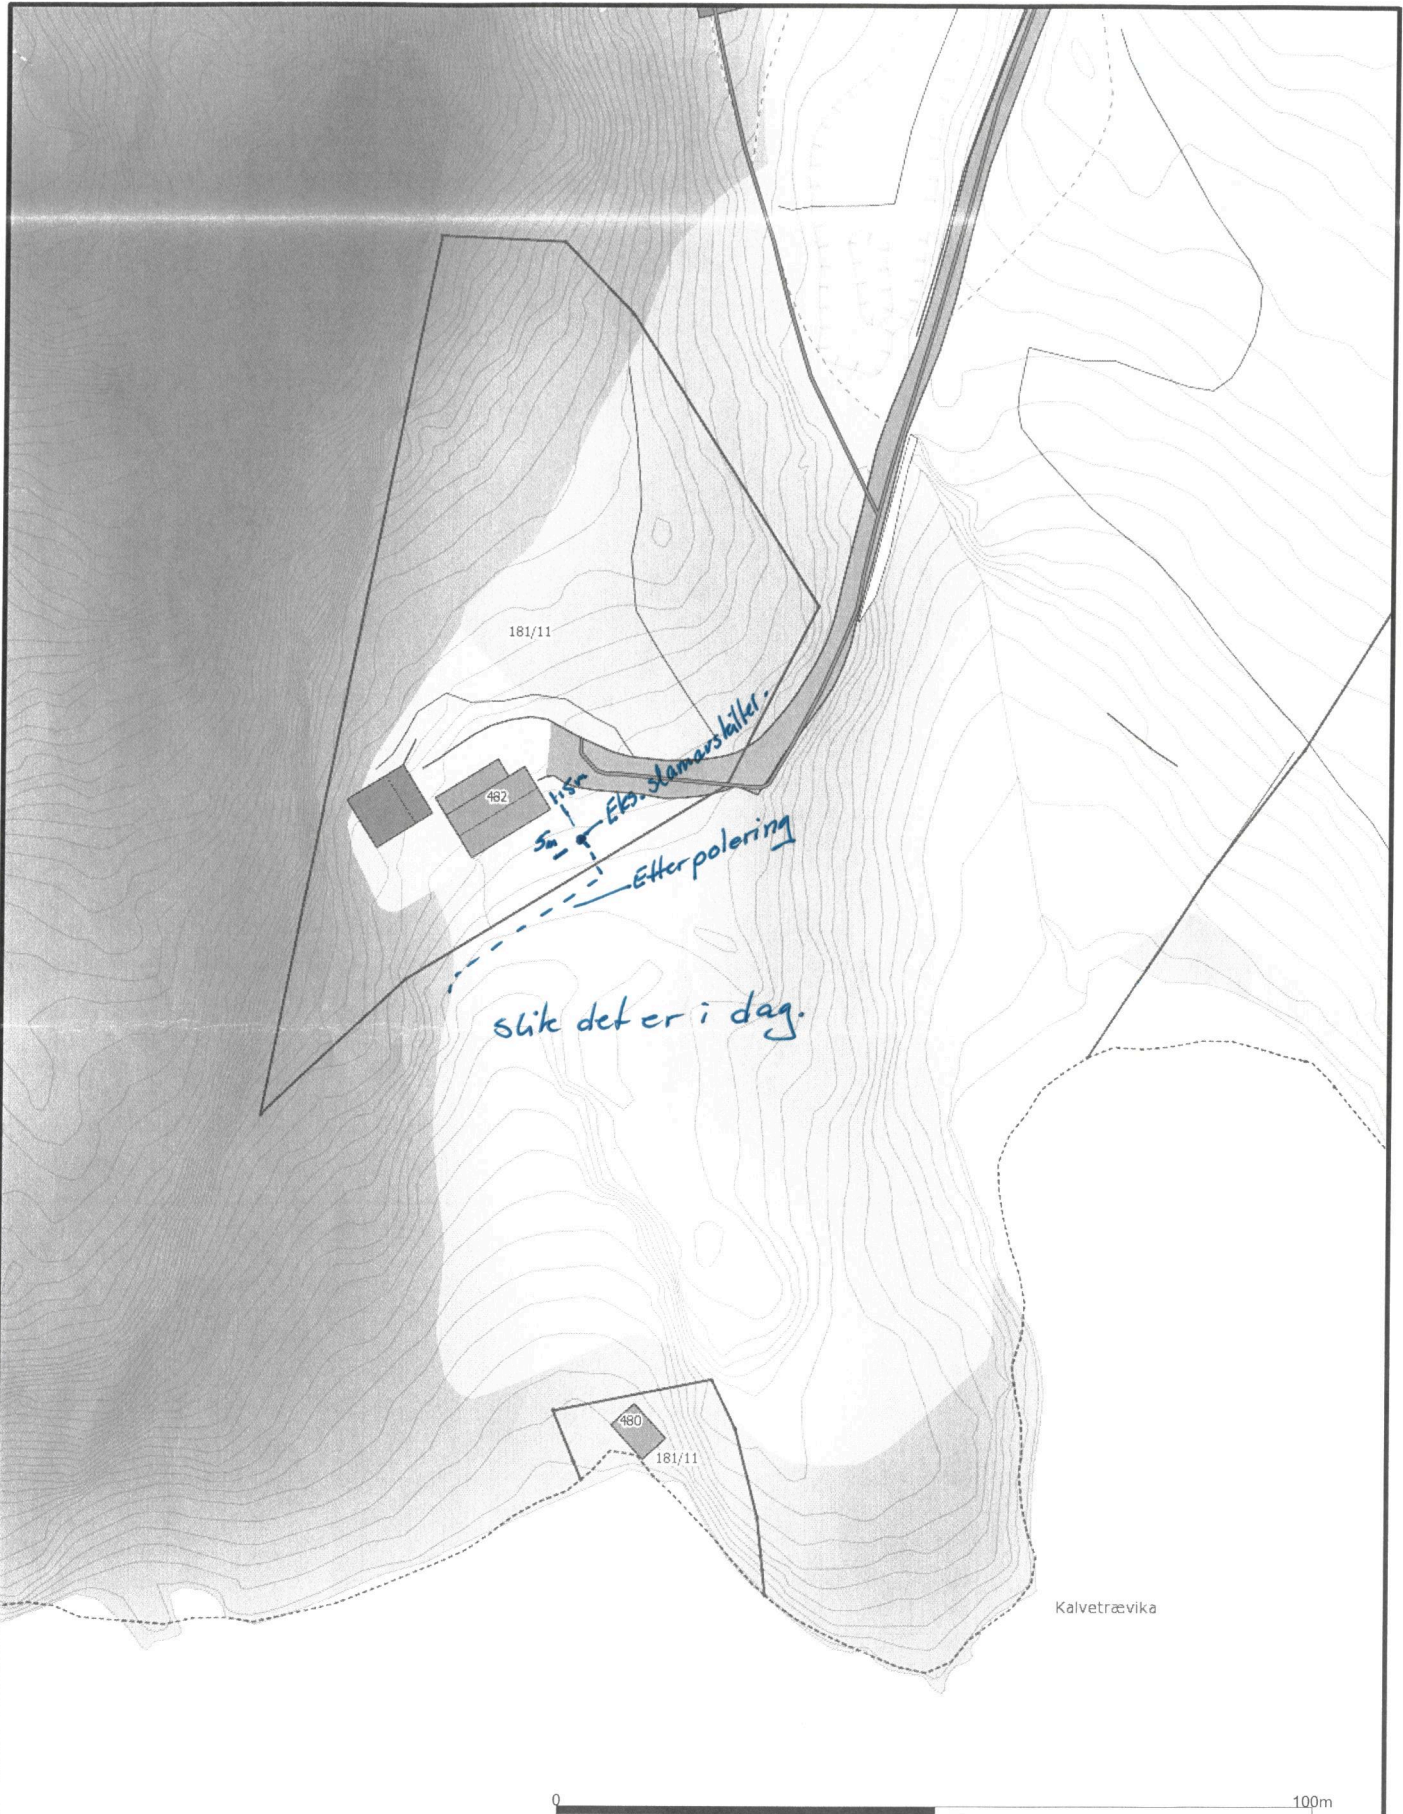 181/11
482
1,5m
5m
Eks. slamavskiller.
Etterpolering
slik det er i dag.
480
181/11
Kalvetrævika
0 100m